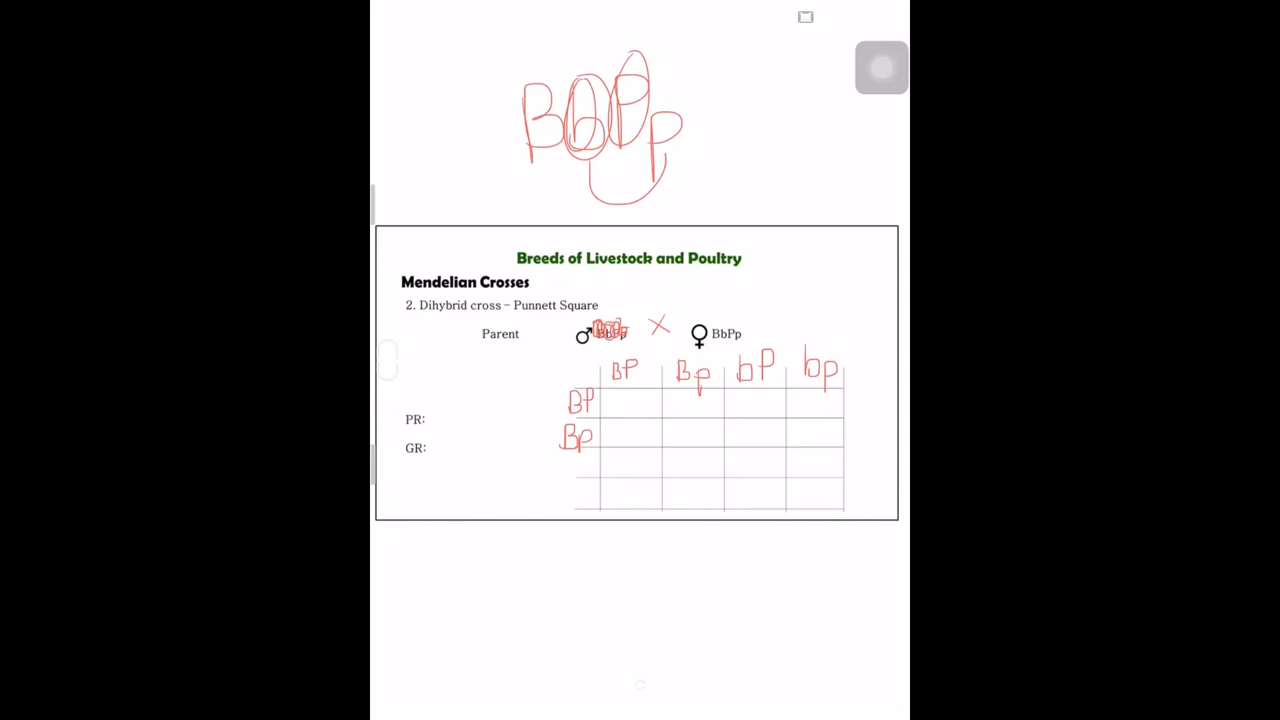 BbPp
Breeds of Livestock and Poultry
Mendelian Crosses
2. Dihybrid cross – Punnett Square
Parent ♂ BbPp X ♀ BbPp
BP Bp bP bp
BP
PR:
Bp
GR: